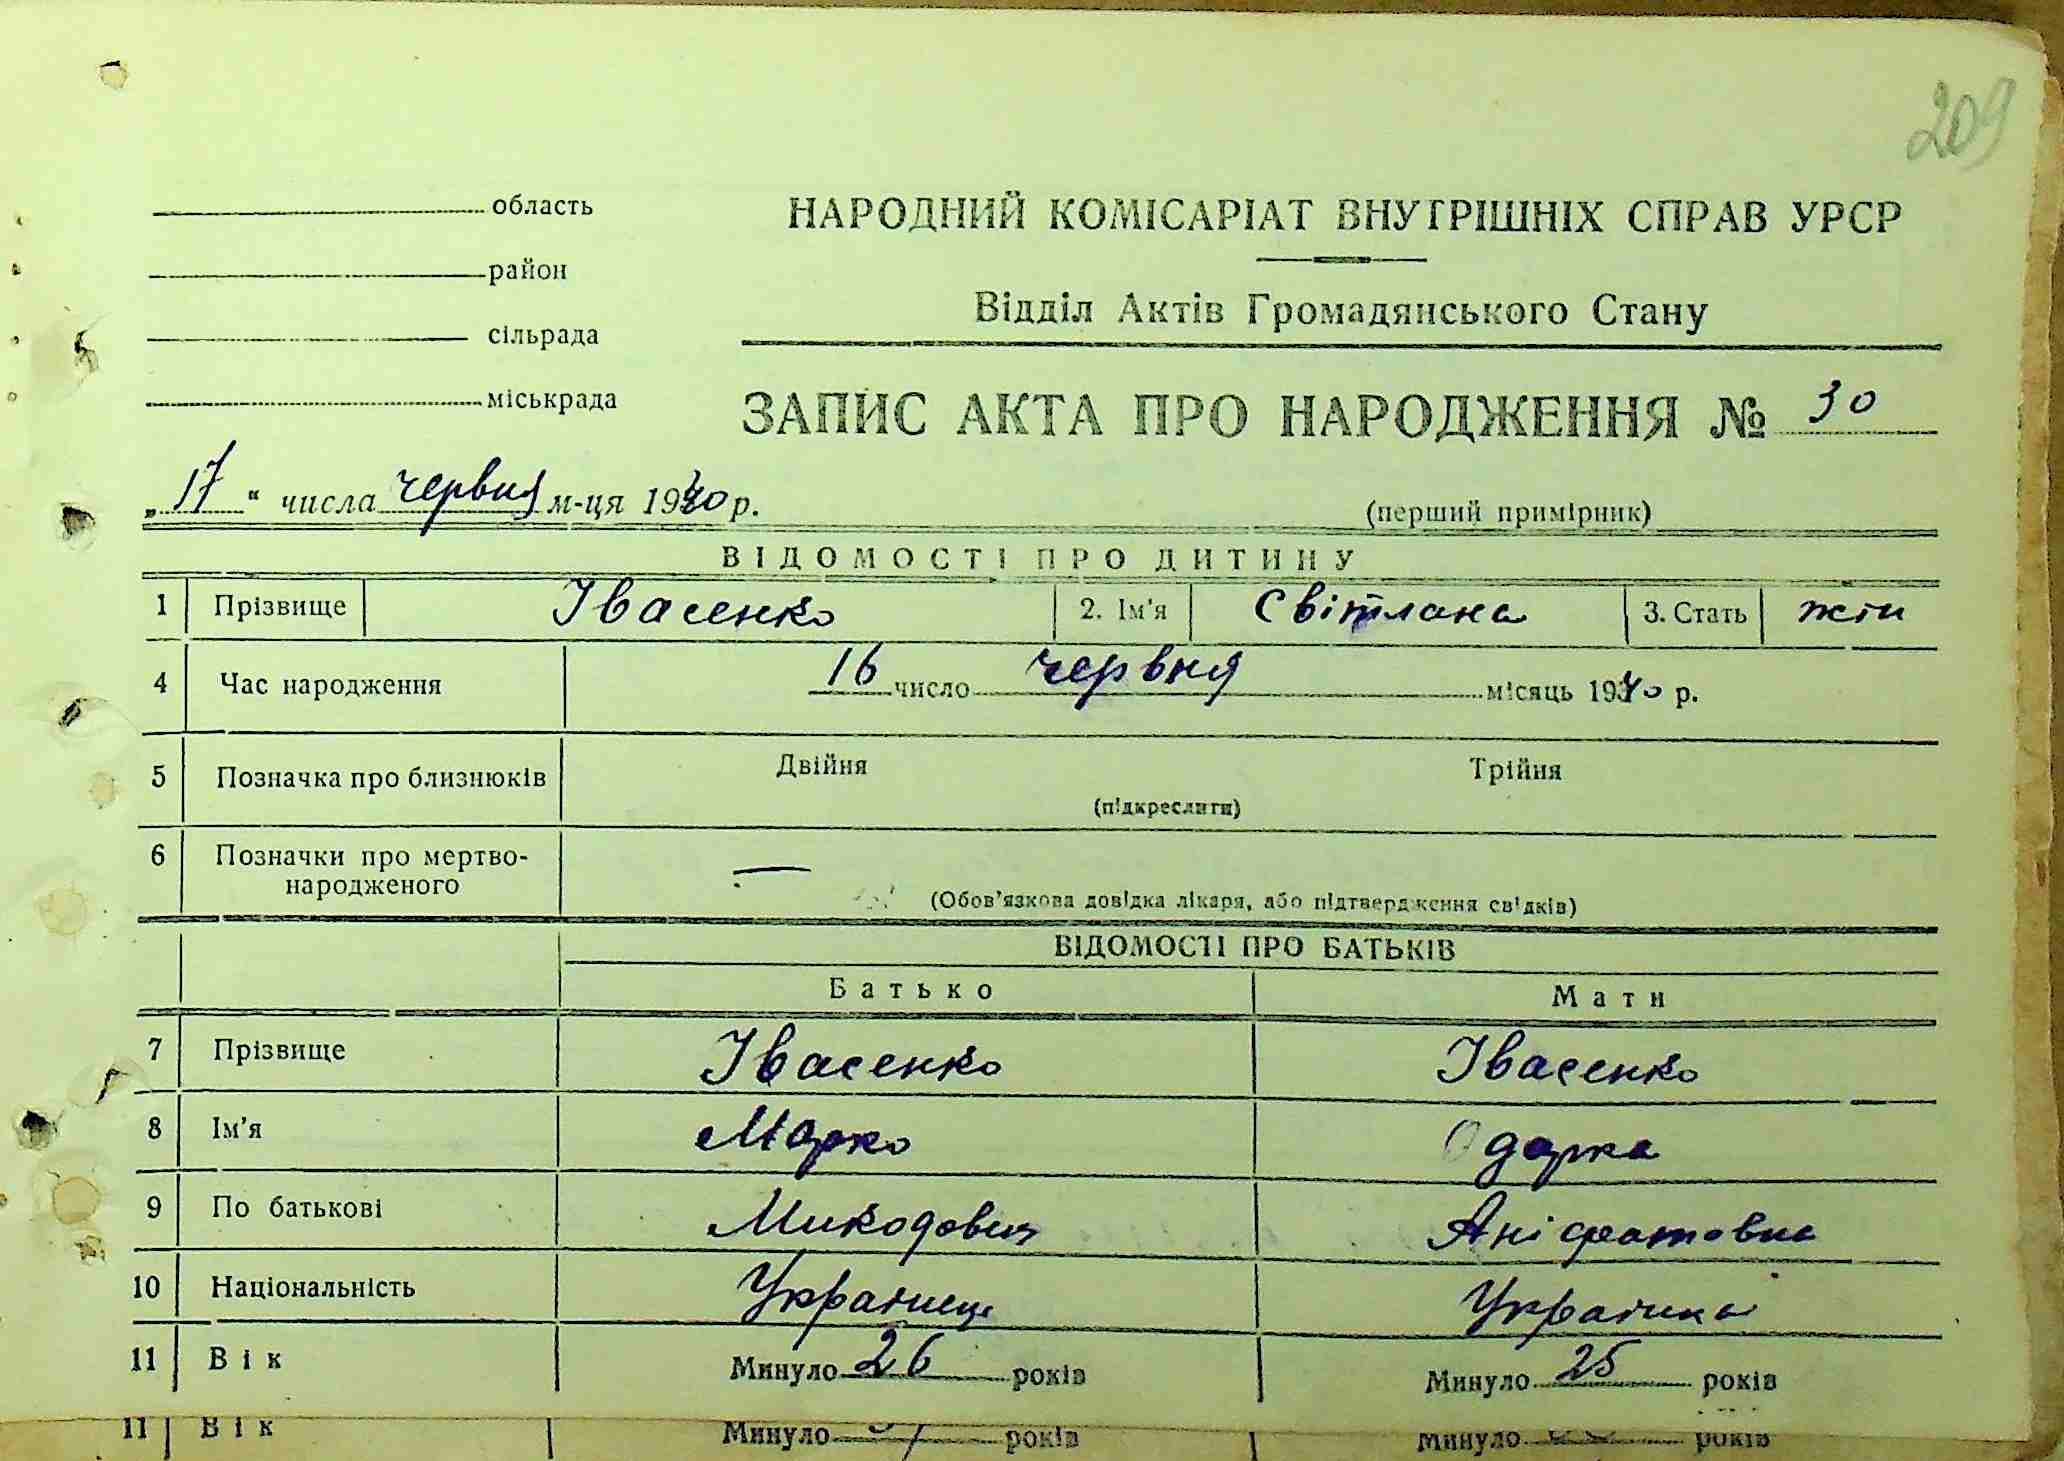 209
область
район
сільрада
міськрада
НАРОДНИЙ КОМІСАРІАТ ВНУТРІШНІХ СПРАВ УРСР
Відділ Актів Громадянського Стану
ЗАПИС АКТА ПРО НАРОДЖЕННЯ № 30
„17“ числа червня м-ця 1940 р.
(перший примірник)
ВІДОМОСТІ ПРО ДИТИНУ
1 Прізвище Івасенко 2. Ім'я Світлана 3. Стать жін
4 Час народження 16 число червня місяць 1940 р.
5 Позначка про близнюків Двійня Трійня
(підкреслити)
6 Позначки про мертво-
народженого —
(Обов'язкова довідка лікаря, або підтвердження свідків)
ВІДОМОСТІ ПРО БАТЬКІВ
Батько Мати
7 Прізвище Івасенко Івасенко
8 Ім'я Марко Одарка
9 По батькові
10 Національність Українець Українка
11 Вік Минуло 26 років Минуло 25 років
11 Вік Минуло років Минуло років